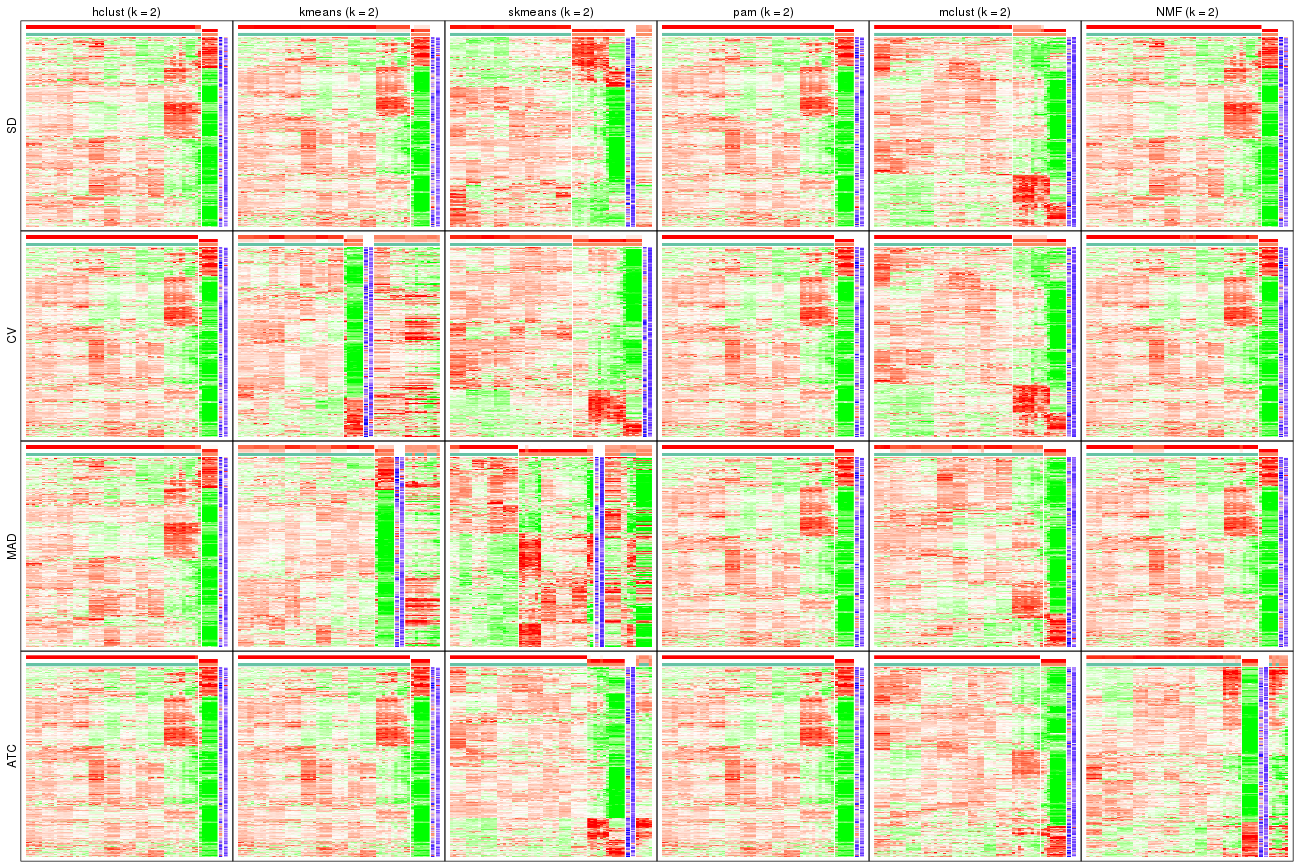 hclust (k = 2)
kmeans (k = 2)
skmeans (k = 2)
pam (k = 2)
mclust (k = 2)
NMF (k = 2)
SD
CV
MAD
ATC